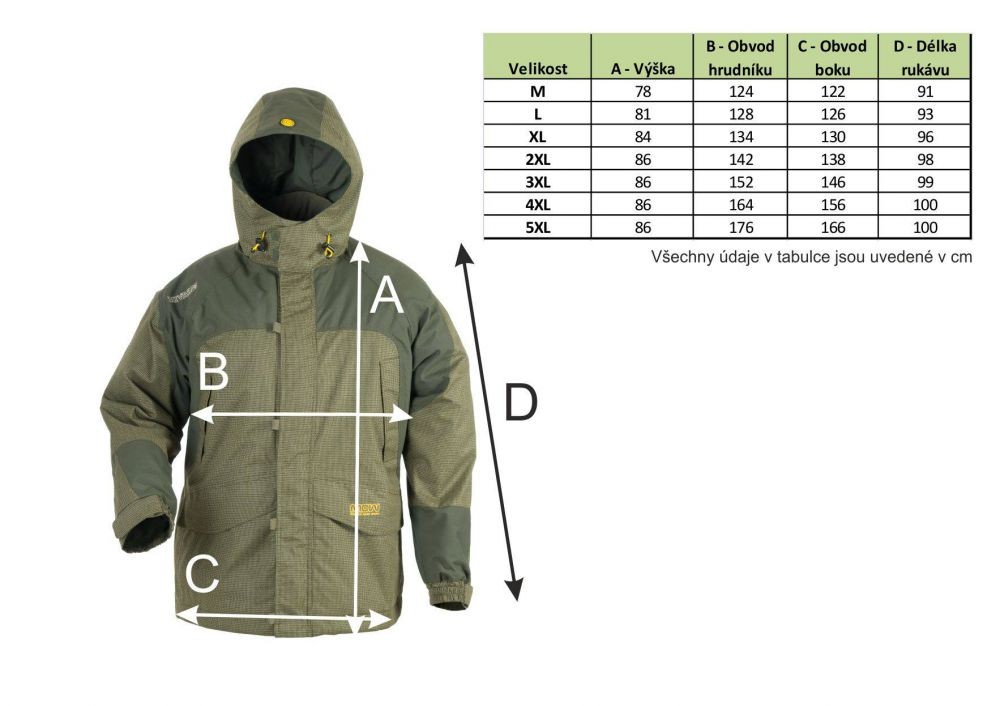 B - Obvod C - Obvod D - Délka
Velikost A - Výška hrudníku boku rukávu
M 78 124 122 91
L 81 128 126 93
XL 84 134 130 96
2XL 86 142 138 98
3XL 86 152 146 99
4XL 86 164 156 100
5XL 86 176 166 100
Všechny údaje v tabulce jsou uvedené v cm
A
B
D
C